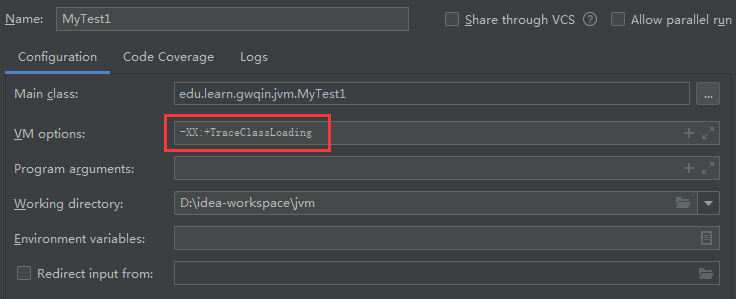 Name: MyTest1 Share through VCS ? Allow parallel run
Configuration Code Coverage Logs
Main class: edu.learn.gwqin.jvm.MyTest1 ...
VM options: -XX:+TraceClassLoading
Program arguments:
Working directory: D:\idea-workspace\jvm
Environment variables:
Redirect input from: